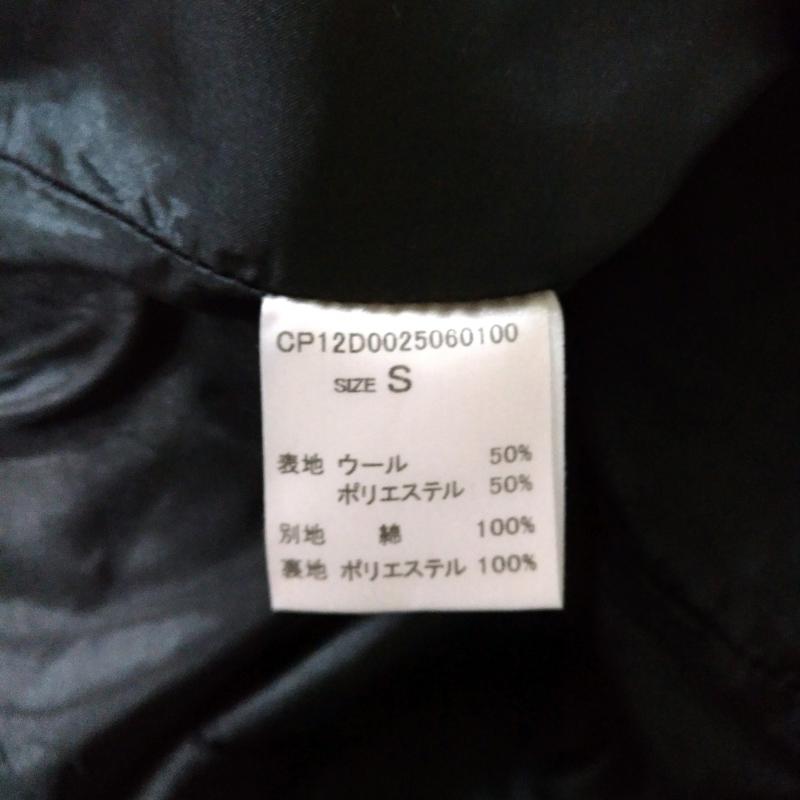 CP12D0025060100
SIZE S
表地 ウール 50%
ポリエステル 50%
別地 綿 100%
裏地 ポリエステル 100%